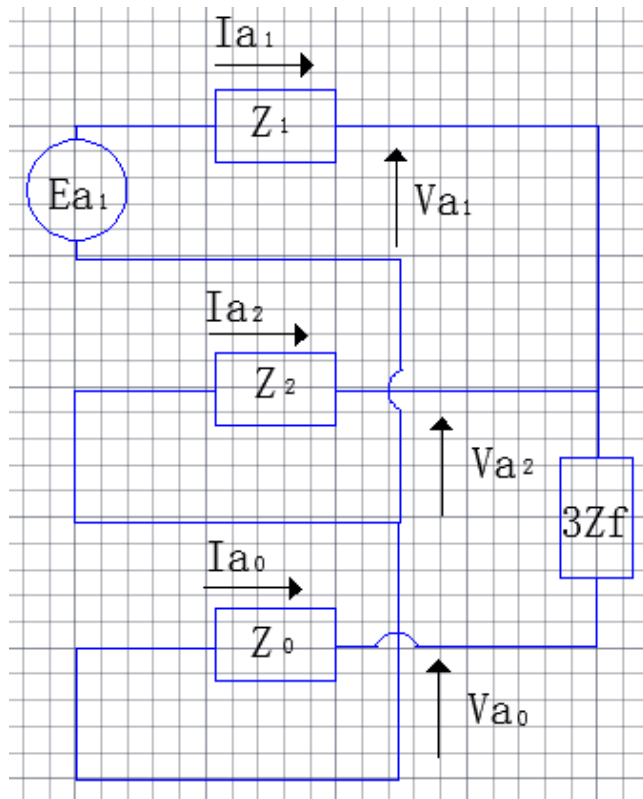 Ia₁
Z₁
Ea₁
Va₁
Ia₂
Z₂
Va₂
3Zf
Ia₀
Z₀
Va₀